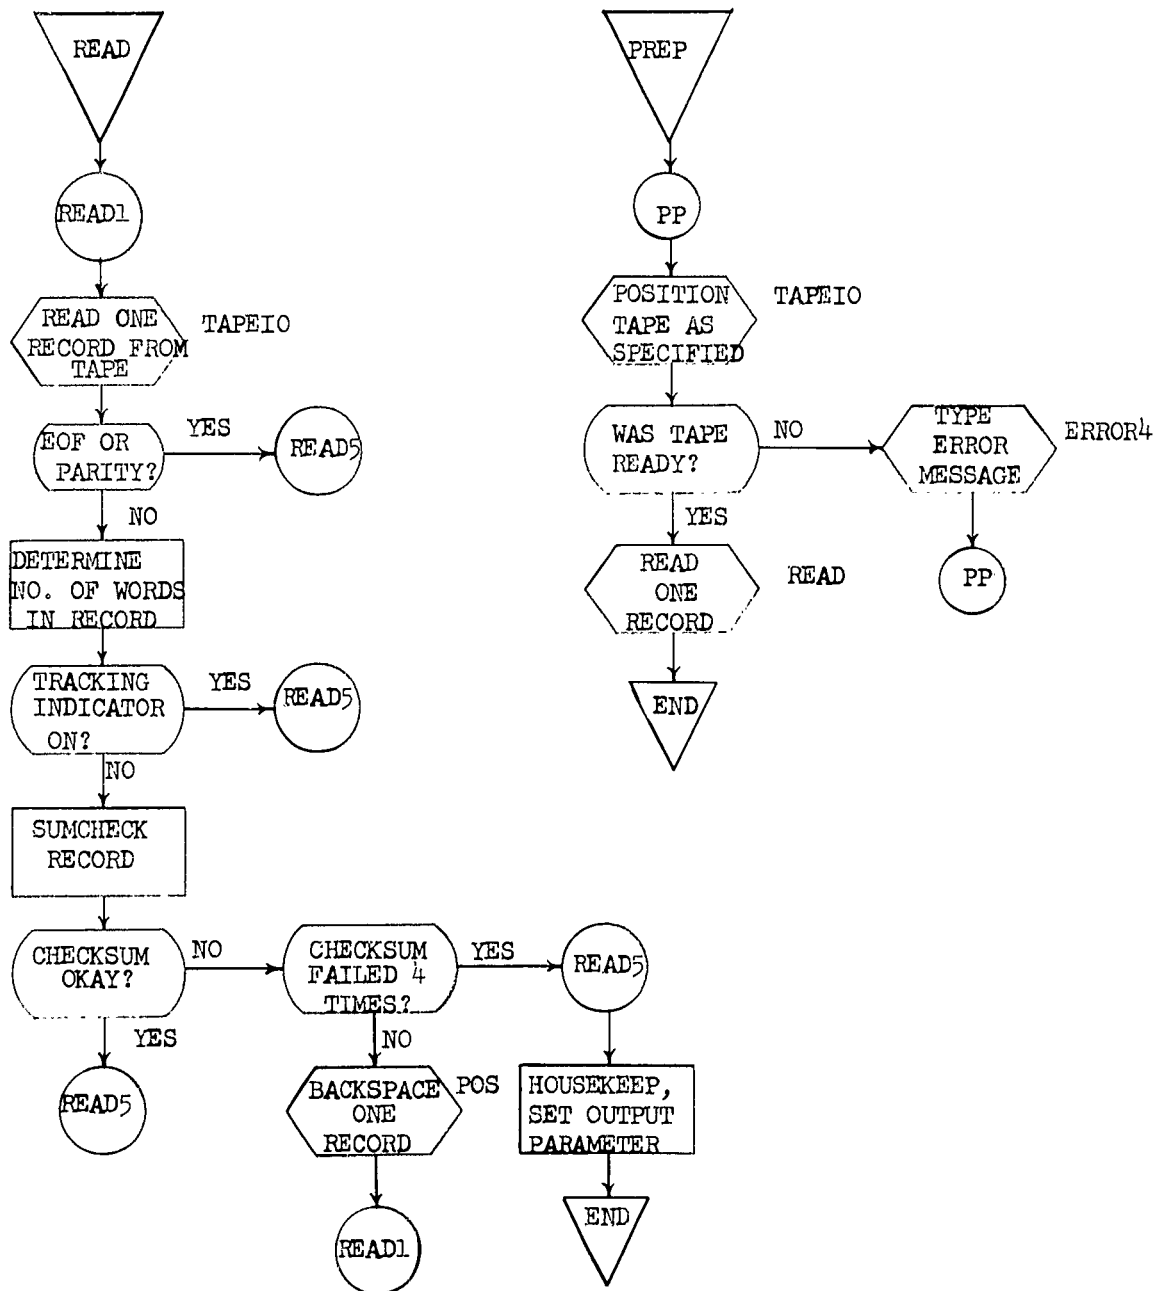 READ
READ1
READ ONE
RECORD FROM
TAPE
TAPEIO
EOF OR
PARITY?
YES
READ5
NO
DETERMINE
NO. OF WORDS
IN RECORD
TRACKING
INDICATOR
ON?
YES
READ5
NO
SUMCHECK
RECORD
CHECKSUM
OKAY?
NO
YES
READ5
CHECKSUM
FAILED 4
TIMES?
YES
NO
BACKSPACE
ONE
RECORD
POS
READ1
READ5
HOUSEKEEP,
SET OUTPUT
PARAMETER
END
PREP
PP
POSITION
TAPE AS
SPECIFIED
TAPEIO
WAS TAPE
READY?
NO
TYPE
ERROR
MESSAGE
ERROR4
PP
YES
READ
ONE
RECORD
READ
END